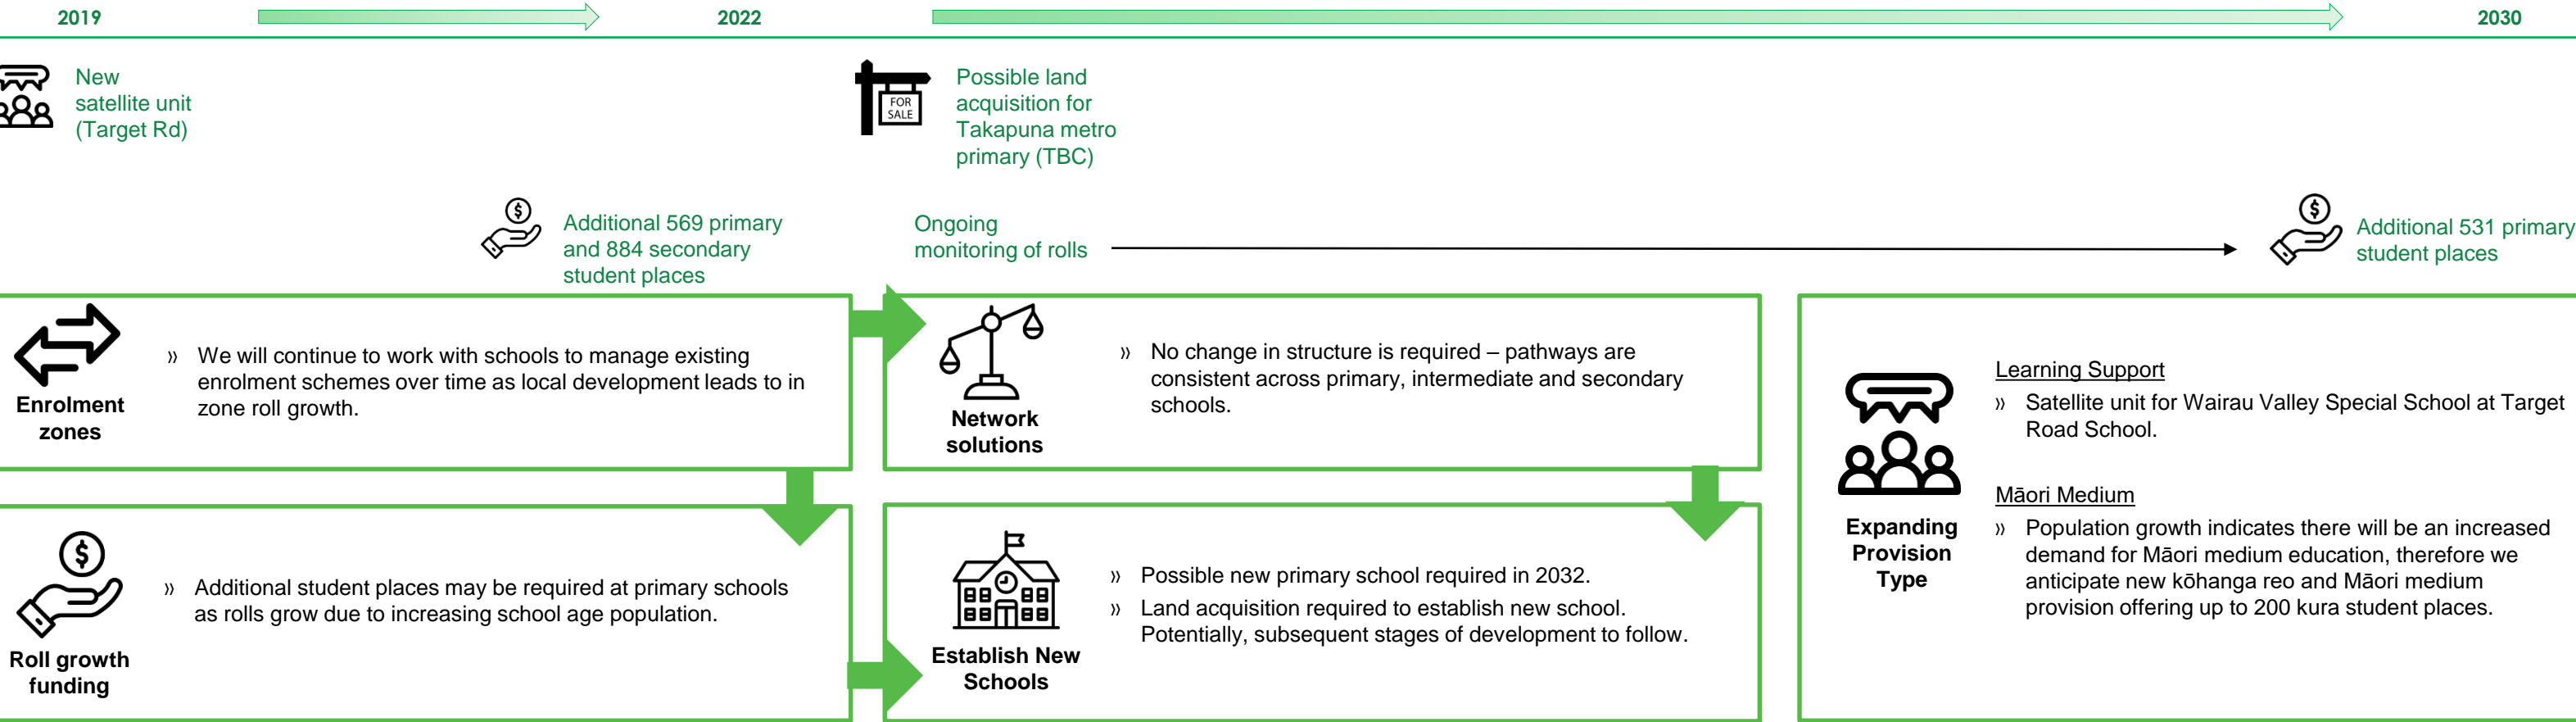 2019
2022
2030
New
satellite unit
(Target Rd)
FOR
SALE
Possible land
acquisition for
Takapuna metro
primary (TBC)
$
Additional 569 primary
and 884 secondary
student places
Ongoing
monitoring of rolls
$
Additional 531 primary
student places
Enrolment
zones
» We will continue to work with schools to manage existing
enrolment schemes over time as local development leads to in
zone roll growth.
Network
solutions
» No change in structure is required – pathways are
consistent across primary, intermediate and secondary
schools.
$
Roll growth
funding
» Additional student places may be required at primary schools
as rolls grow due to increasing school age population.
Establish New
Schools
» Possible new primary school required in 2032.
» Land acquisition required to establish new school.
Potentially, subsequent stages of development to follow.
Expanding
Provision
Type
Learning Support
» Satellite unit for Wairau Valley Special School at Target
Road School.
Māori Medium
» Population growth indicates there will be an increased
demand for Māori medium education, therefore we
anticipate new kōhanga reo and Māori medium
provision offering up to 200 kura student places.